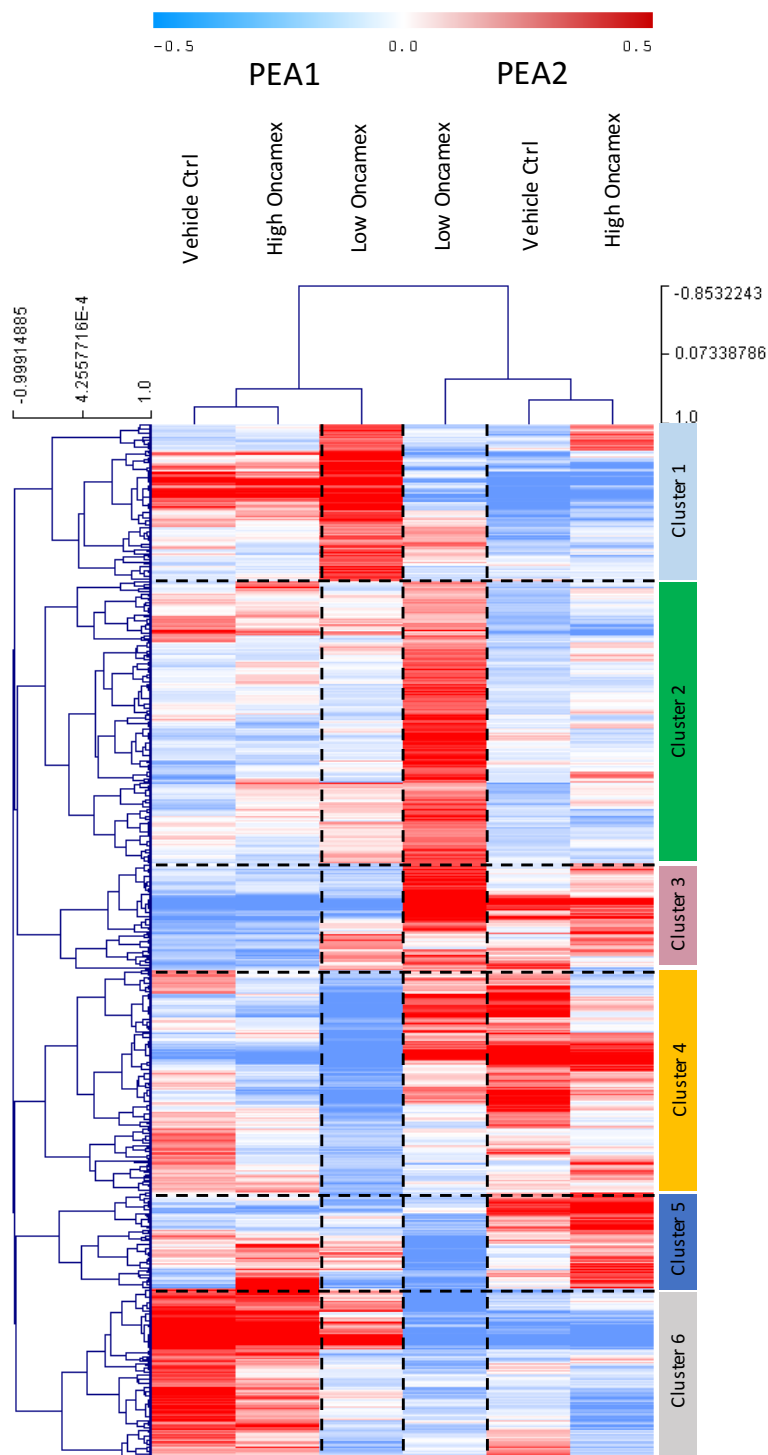 -0.5 0.0 0.5
PEA1 PEA2
Vehicle Ctrl
High Oncamex
Low Oncamex
Low Oncamex
Vehicle Ctrl
High Oncamex
-0.99914885
4.2557716E-4
1.0
-0.8532243
0.07338786
1.0
Cluster 1
Cluster 2
Cluster 3
Cluster 4
Cluster 5
Cluster 6